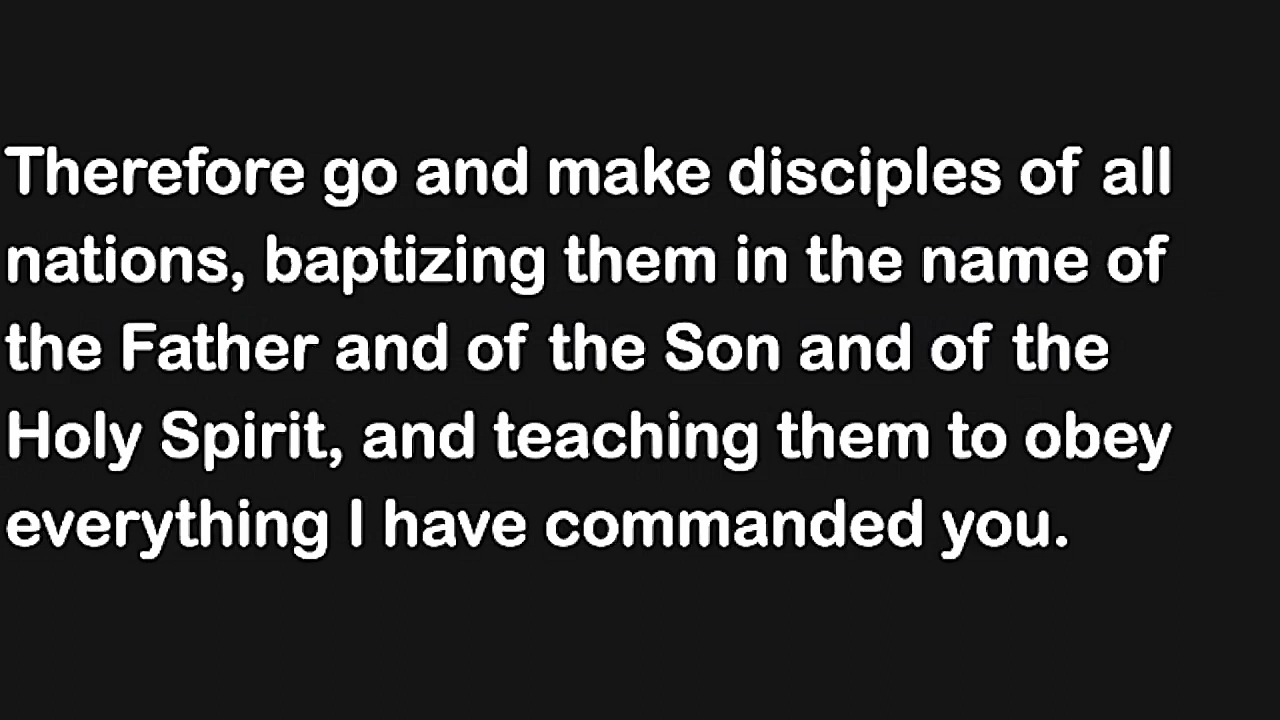 Therefore go and make disciples of all
nations, baptizing them in the name of
the Father and of the Son and of the
Holy Spirit, and teaching them to obey
everything I have commanded you.